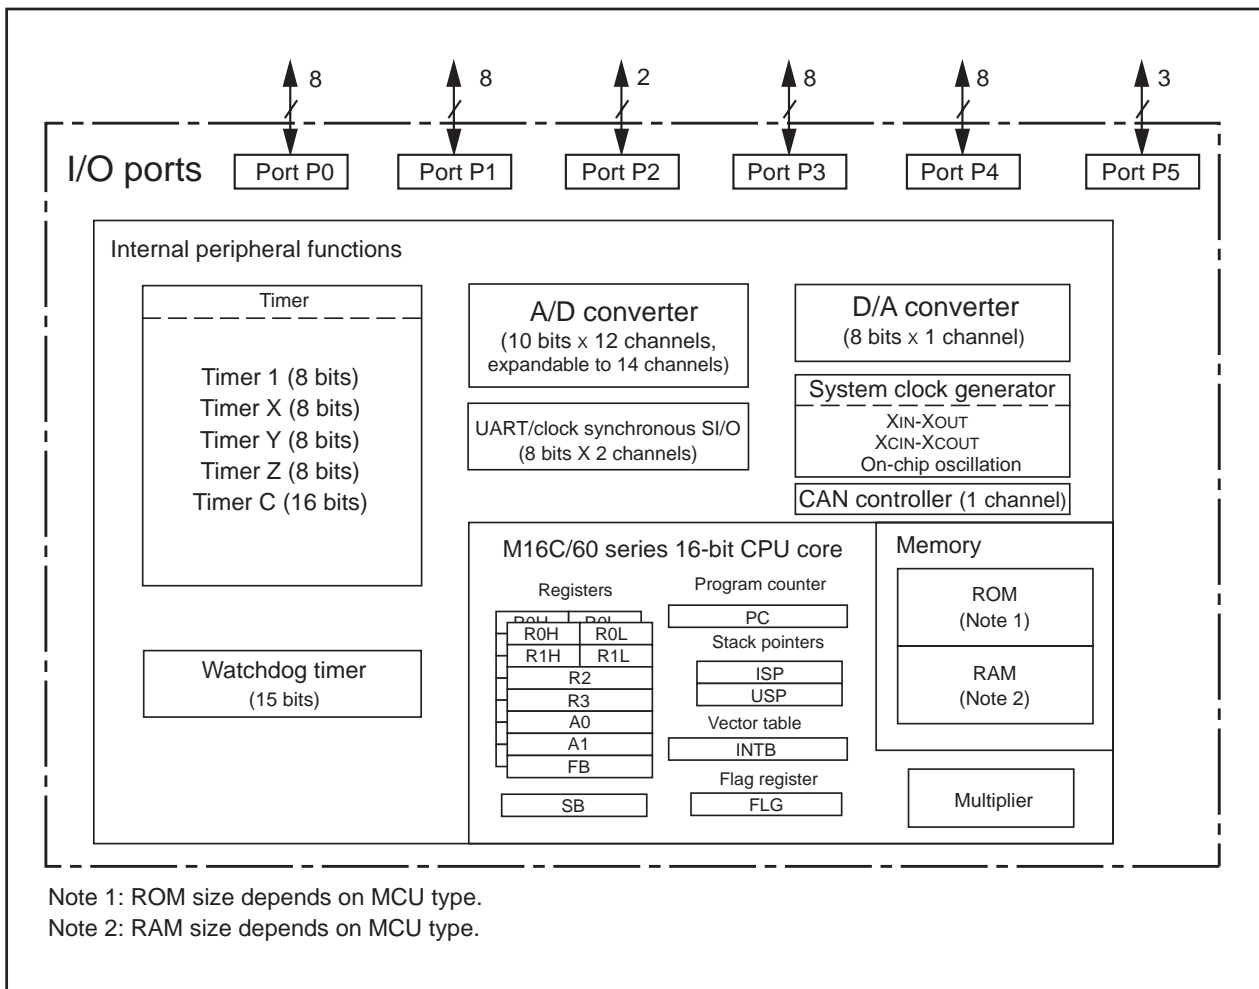 8
8
2
8
8
3
I/O ports
Port P0
Port P1
Port P2
Port P3
Port P4
Port P5
Internal peripheral functions
Timer
Timer 1 (8 bits)
Timer X (8 bits)
Timer Y (8 bits)
Timer Z (8 bits)
Timer C (16 bits)
Watchdog timer
(15 bits)
A/D converter
(10 bits x 12 channels,
expandable to 14 channels)
UART/clock synchronous SI/O
(8 bits X 2 channels)
D/A converter
(8 bits x 1 channel)
System clock generator
XIN-XOUT
XCIN-XCOUT
On-chip oscillation
CAN controller (1 channel)
M16C/60 series 16-bit CPU core
Registers
R0H R0L
R0H R0L
R1H R1L
R2
R3
A0
A1
FB
SB
Program counter
PC
Stack pointers
ISP
USP
Vector table
INTB
Flag register
FLG
Memory
ROM
(Note 1)
RAM
(Note 2)
Multiplier
Note 1: ROM size depends on MCU type.
Note 2: RAM size depends on MCU type.